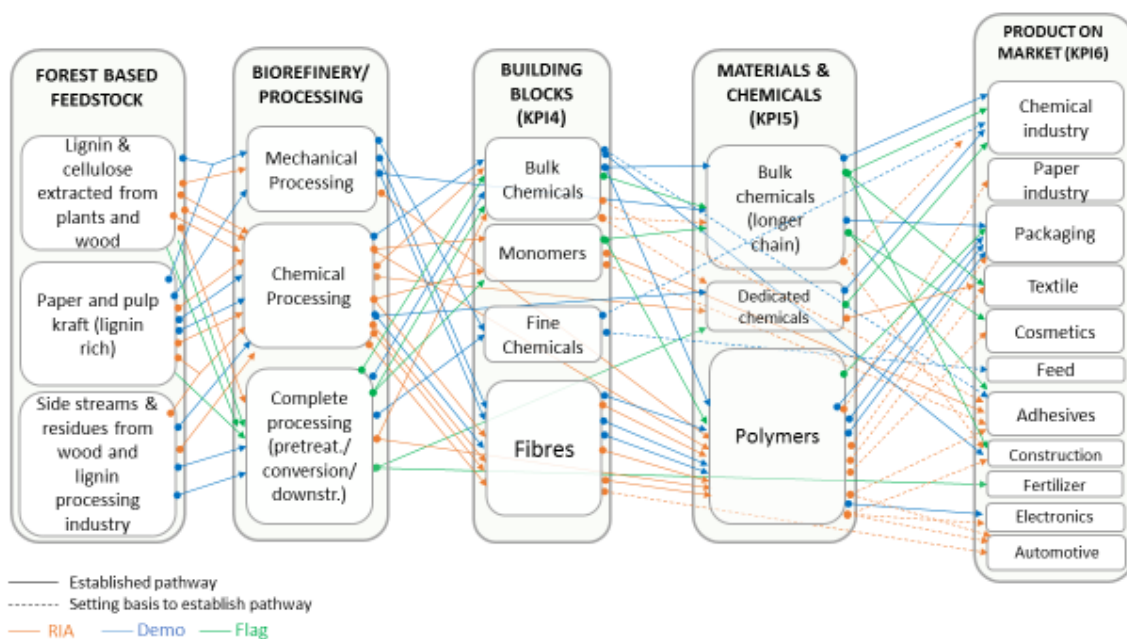 FOREST BASED
FEEDSTOCK
Lignin &
cellulose
extracted from
plants and
wood
Paper and pulp
kraft (lignin
rich)
Side streams &
residues from
wood and
lignin
processing
industry
BIOREFINERY/
PROCESSING
Mechanical
Processing
Chemical
Processing
Complete
processing
(pretreat./
conversion/
downstr.)
BUILDING
BLOCKS
(KPI4)
Bulk
Chemicals
Monomers
Fine
Chemicals
Fibres
MATERIALS &
CHEMICALS
(KPI5)
Bulk
chemicals
(longer
chain)
Dedicated
chemicals
Polymers
PRODUCT ON
MARKET (KPI6)
Chemical
industry
Paper
industry
Packaging
Textile
Cosmetics
Feed
Adhesives
Construction
Fertilizer
Electronics
Automotive
Established pathway
Setting basis to establish pathway
RIA Demo Flag